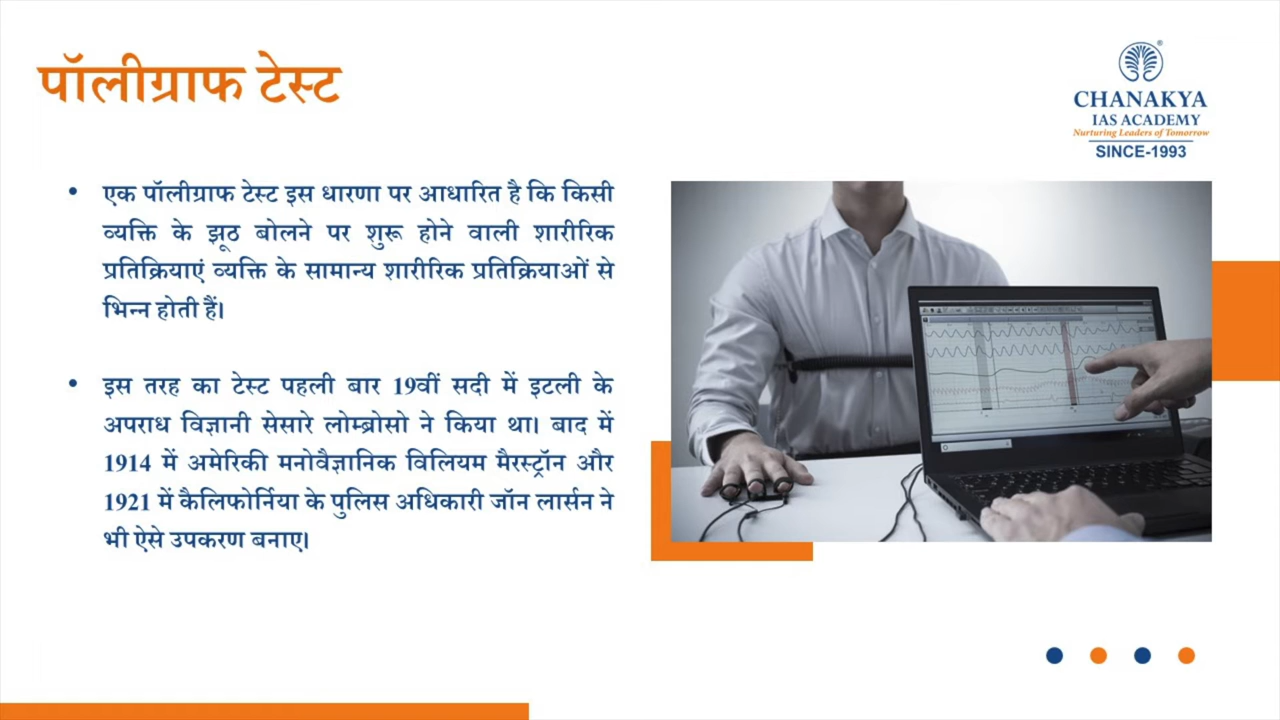 पॉलीग्राफ टेस्ट
CHANAKYA
IAS ACADEMY
Nurturing Leaders of Tomorrow
SINCE-1993
• एक पॉलीग्राफ टेस्ट इस धारणा पर आधारित है कि किसी
व्यक्ति के झूठ बोलने पर शुरू होने वाली शारीरिक
प्रतिक्रियाएं व्यक्ति के सामान्य शारीरिक प्रतिक्रियाओं से
भिन्न होती हैं।
• इस तरह का टेस्ट पहली बार 19वीं सदी में इटली के
अपराध विज्ञानी सेसारे लोम्ब्रोसो ने किया था। बाद में
1914 में अमेरिकी मनोवैज्ञानिक विलियम मैरस्ट्रॉन और
1921 में कैलिफोर्निया के पुलिस अधिकारी जॉन लार्सन ने
भी ऐसे उपकरण बनाए।